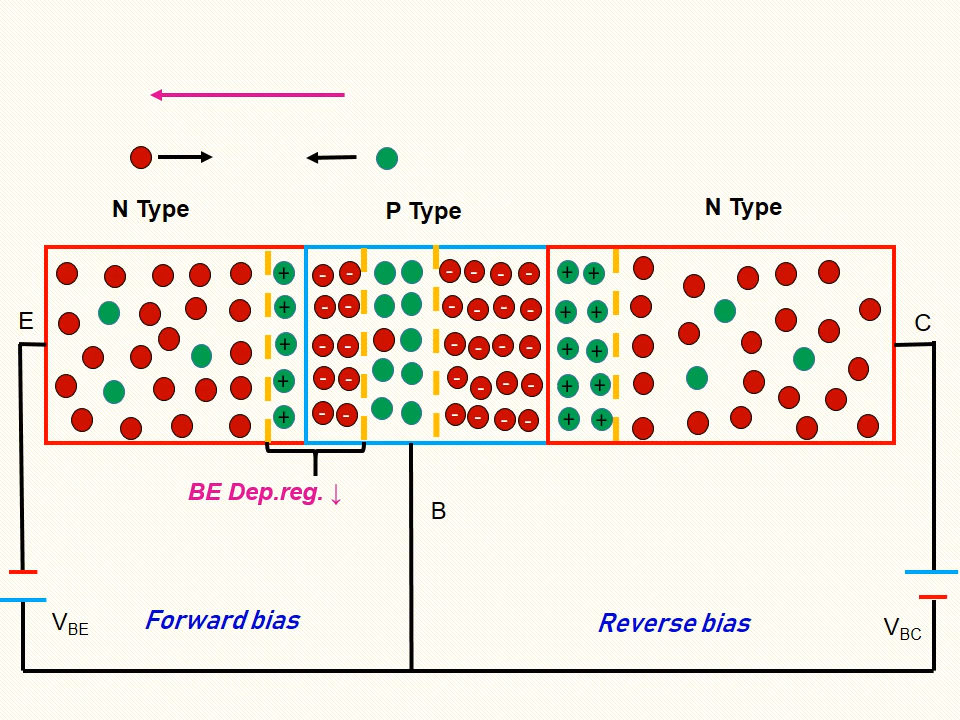 N Type
P Type
N Type
E
C
+ - - - - - - + +
+ - - - - - - + +
+ - - - - - - + +
+ - - - - - - + +
+ - - - - - - + +
BE Dep.reg. ↓
B
Forward bias
Reverse bias
VBE
VBC